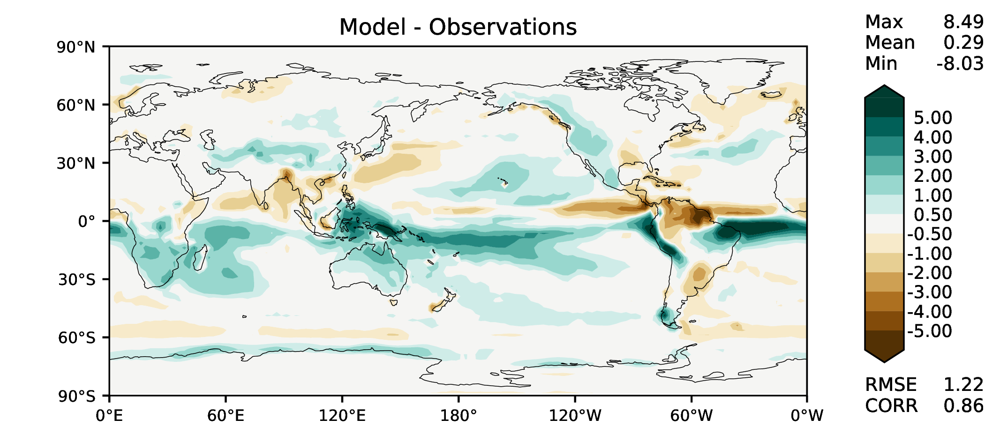 Model - Observations
Max 8.49
Mean 0.29
Min -8.03
90°N
60°N
30°N
0°
30°S
60°S
90°S
0°E 60°E 120°E 180° 120°W 60°W 0°W
5.00
4.00
3.00
2.00
1.00
0.50
-0.50
-1.00
-2.00
-3.00
-4.00
-5.00
RMSE 1.22
CORR 0.86